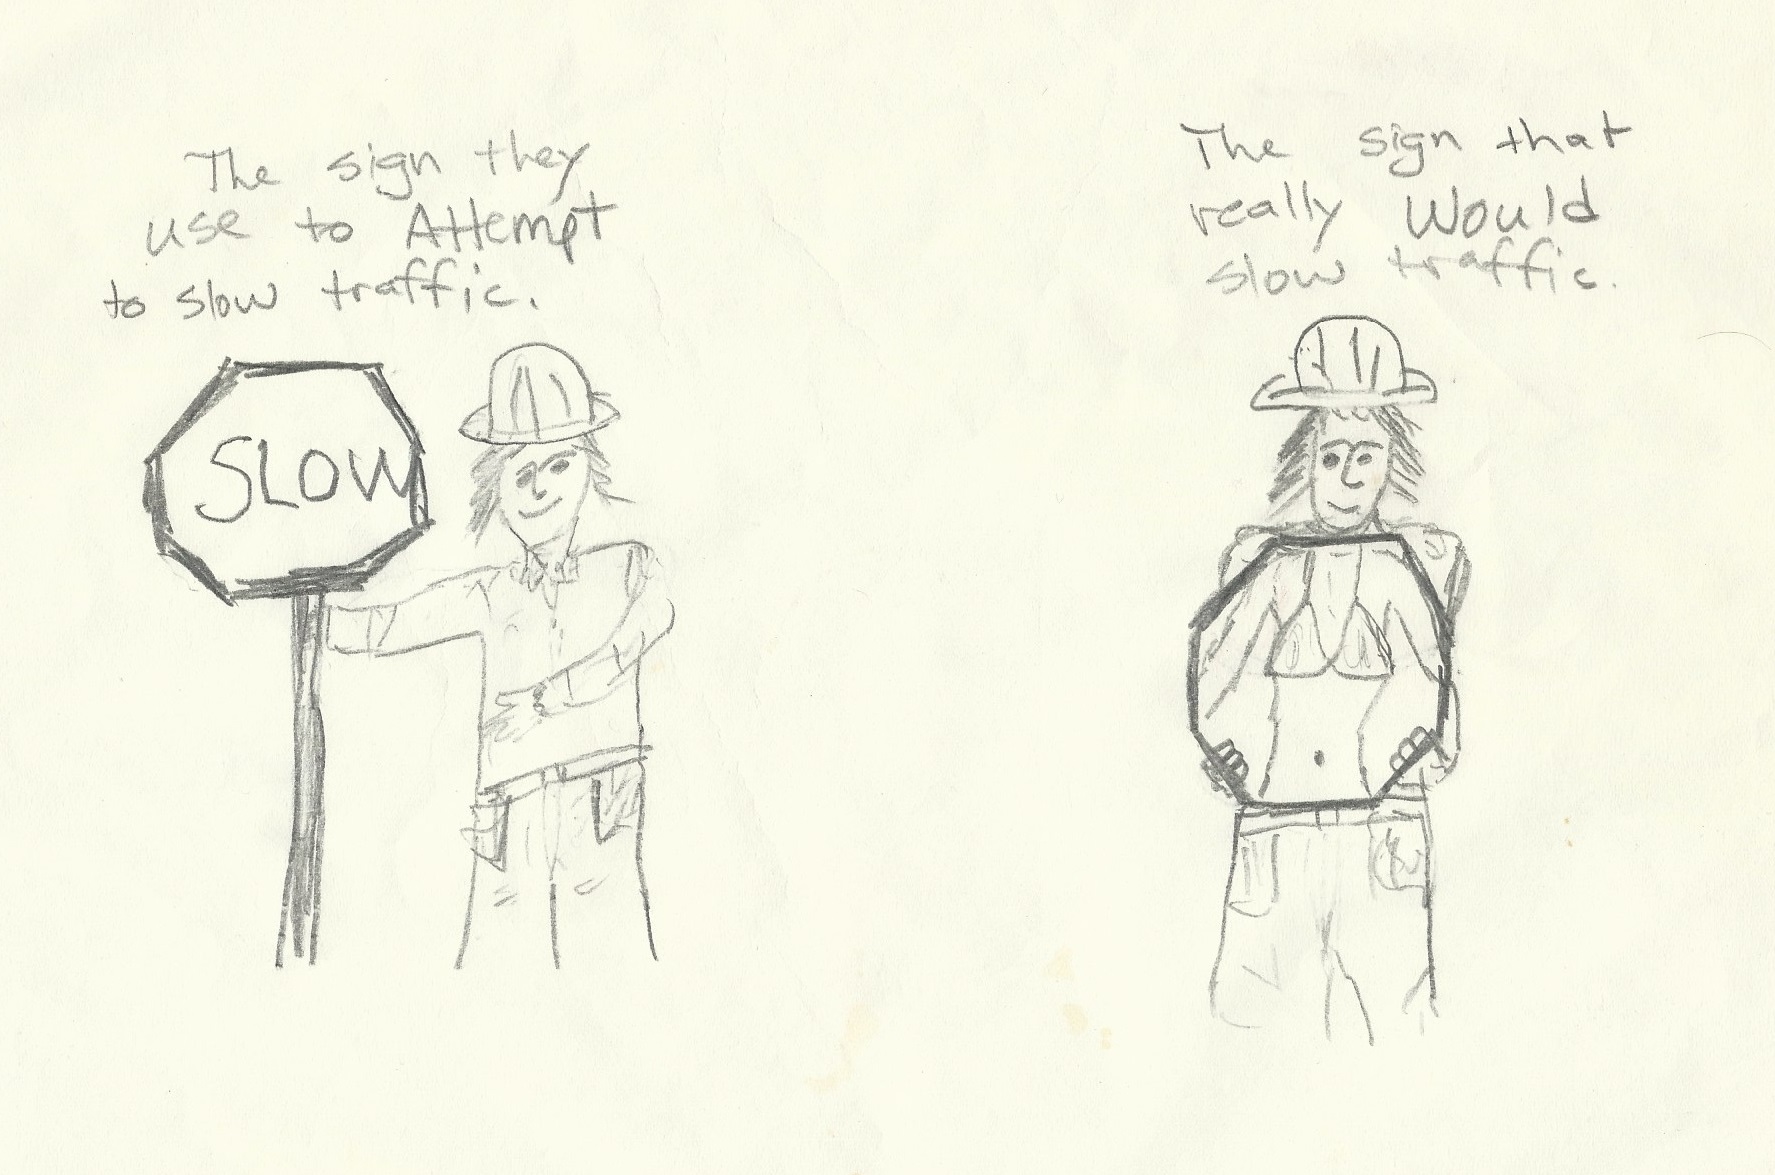 The sign they
use to Attempt
to slow traffic.
SLOW
The sign that
really Would
slow traffic.